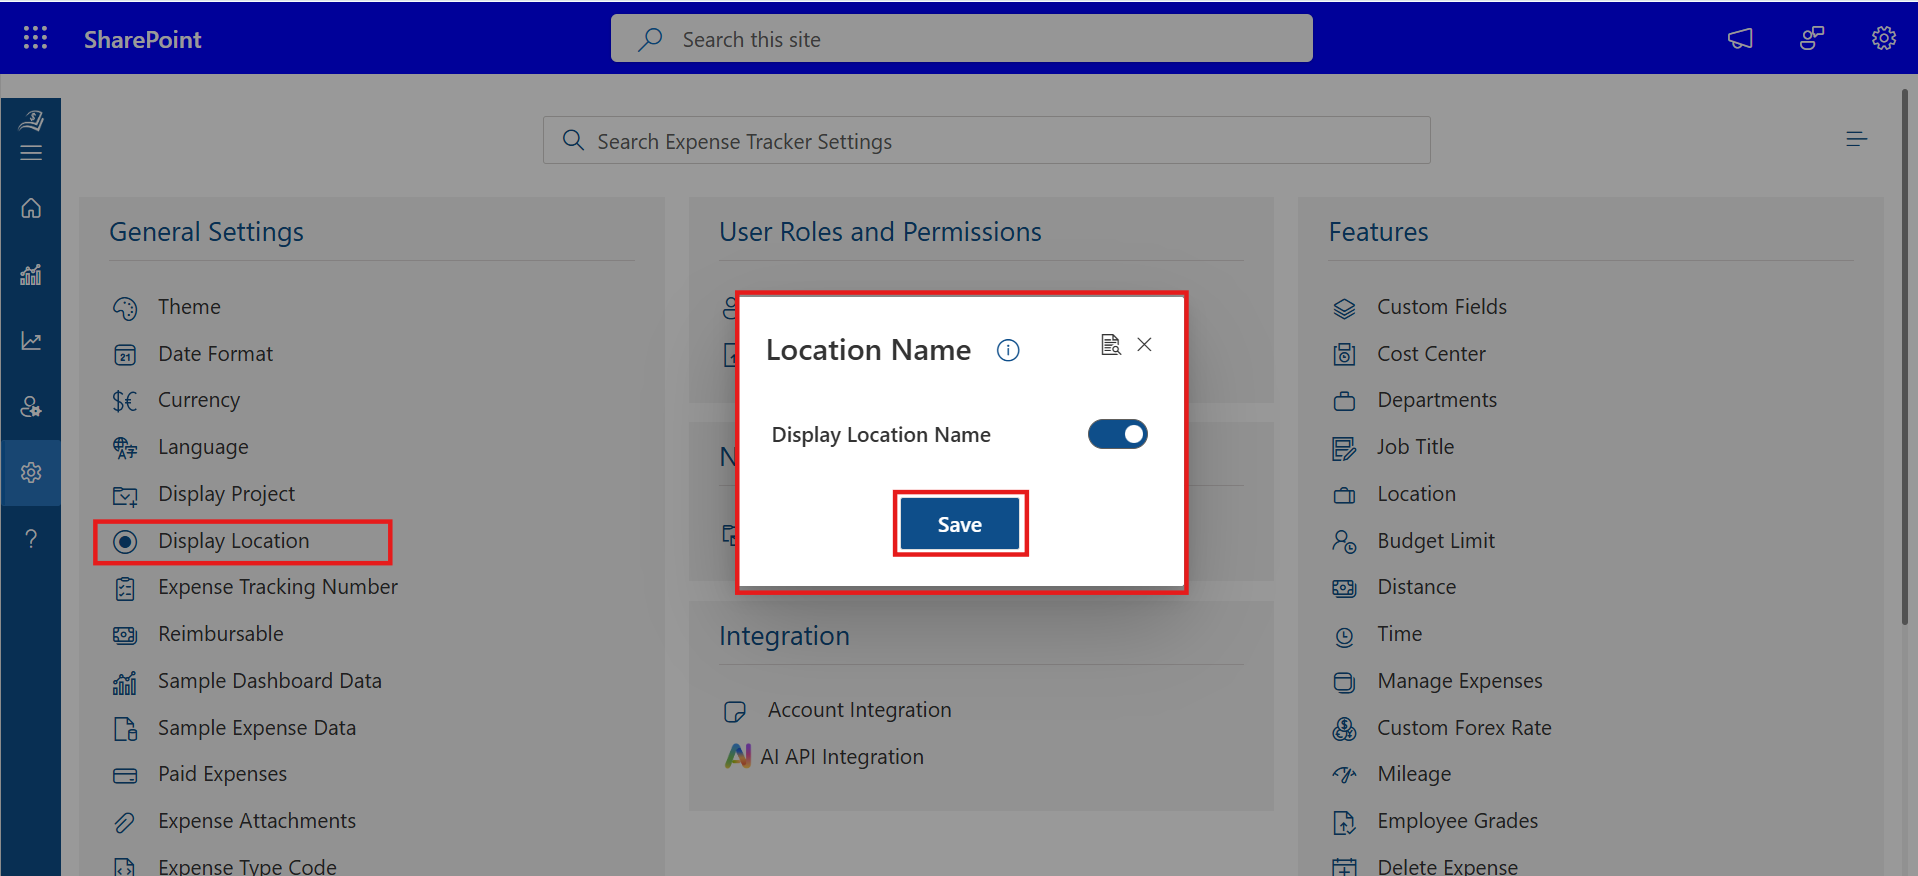 SharePoint
Search this site
Search Expense Tracker Settings
General Settings
Theme
21
Date Format
Currency
Language
Display Project
Display Location
Expense Tracking Number
Reimbursable
Sample Dashboard Data
Sample Expense Data
Paid Expenses
Expense Attachments
Expense Type Code
User Roles and Permissions
N
Location Name
Display Location Name
Save
Integration
Account Integration
AI AI API Integration
Features
Custom Fields
Cost Center
Departments
Job Title
Location
Budget Limit
Distance
Time
Manage Expenses
Custom Forex Rate
Mileage
Employee Grades
Delete Expense